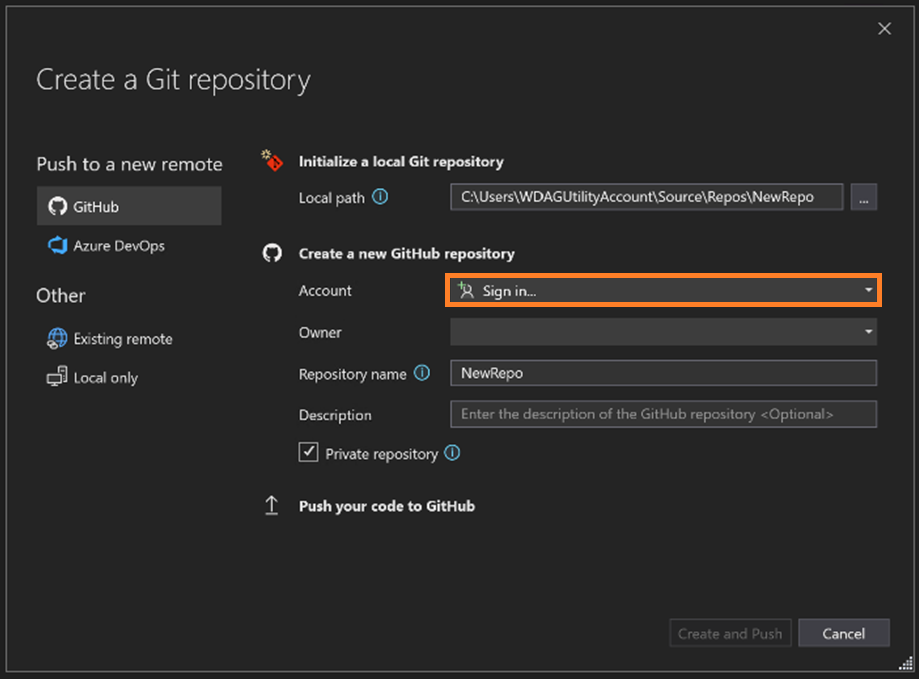 Create a Git repository
Push to a new remote
GitHub
Azure DevOps
Other
Existing remote
Local only
Initialize a local Git repository
Local path
C:\Users\WDAGUtilityAccount\Source\Repos\NewRepo
...
Create a new GitHub repository
Account
Sign in...
Owner
Repository name
NewRepo
Description
Enter the description of the GitHub repository <Optional>
Private repository
Push your code to GitHub
Create and Push
Cancel